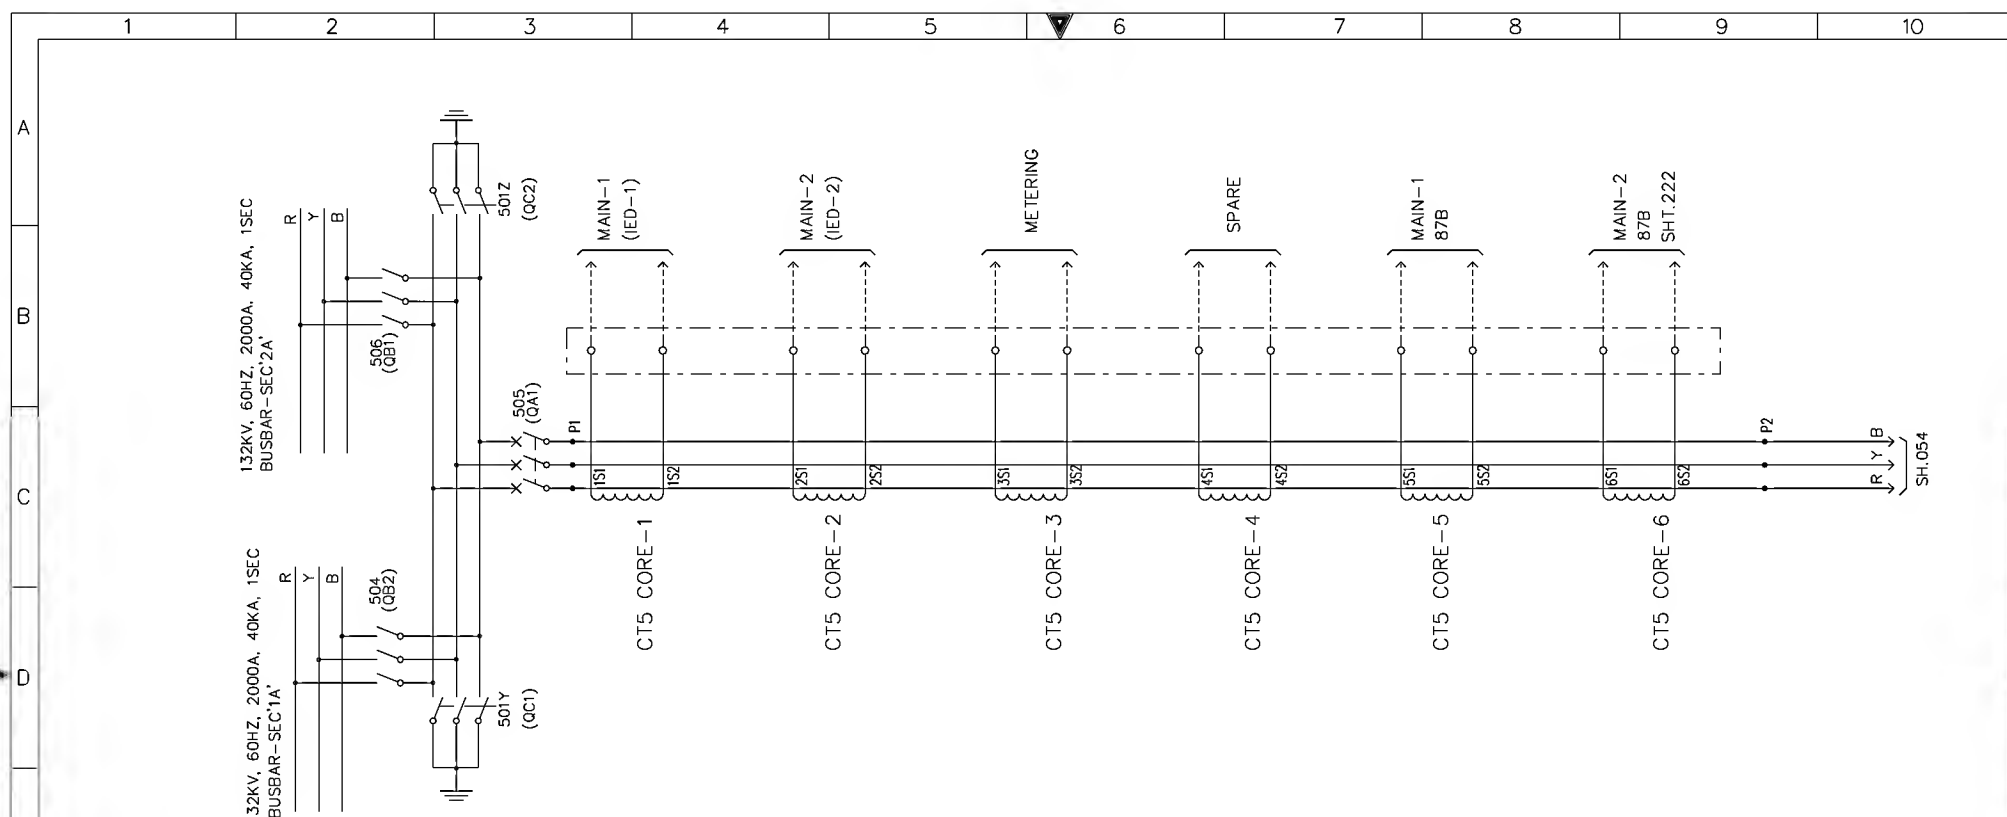 1 2 3 4 5 6 7 8 9 10
A
B
C
D
132KV, 60HZ, 2000A, 40KA, 1SEC
BUSBAR-SEC'2A'
R
Y
B
506
(QB1)
501Z
(QC2)
MAIN-1
(IED-1)
MAIN-2
(IED-2)
METERING
SPARE
MAIN-1
87B
MAIN-2
87B
SHT.222
505
(QA1)
P1
1S1
1S2
2S1
2S2
3S1
3S2
4S1
4S2
5S1
5S2
6S1
6S2
P2
B
Y
R
SH.054
CT5 CORE-1
CT5 CORE-2
CT5 CORE-3
CT5 CORE-4
CT5 CORE-5
CT5 CORE-6
32KV, 60HZ, 2000A, 40KA, 1SEC
BUSBAR-SEC'1A'
R
Y
B
504
(QB2)
501Y
(QC1)